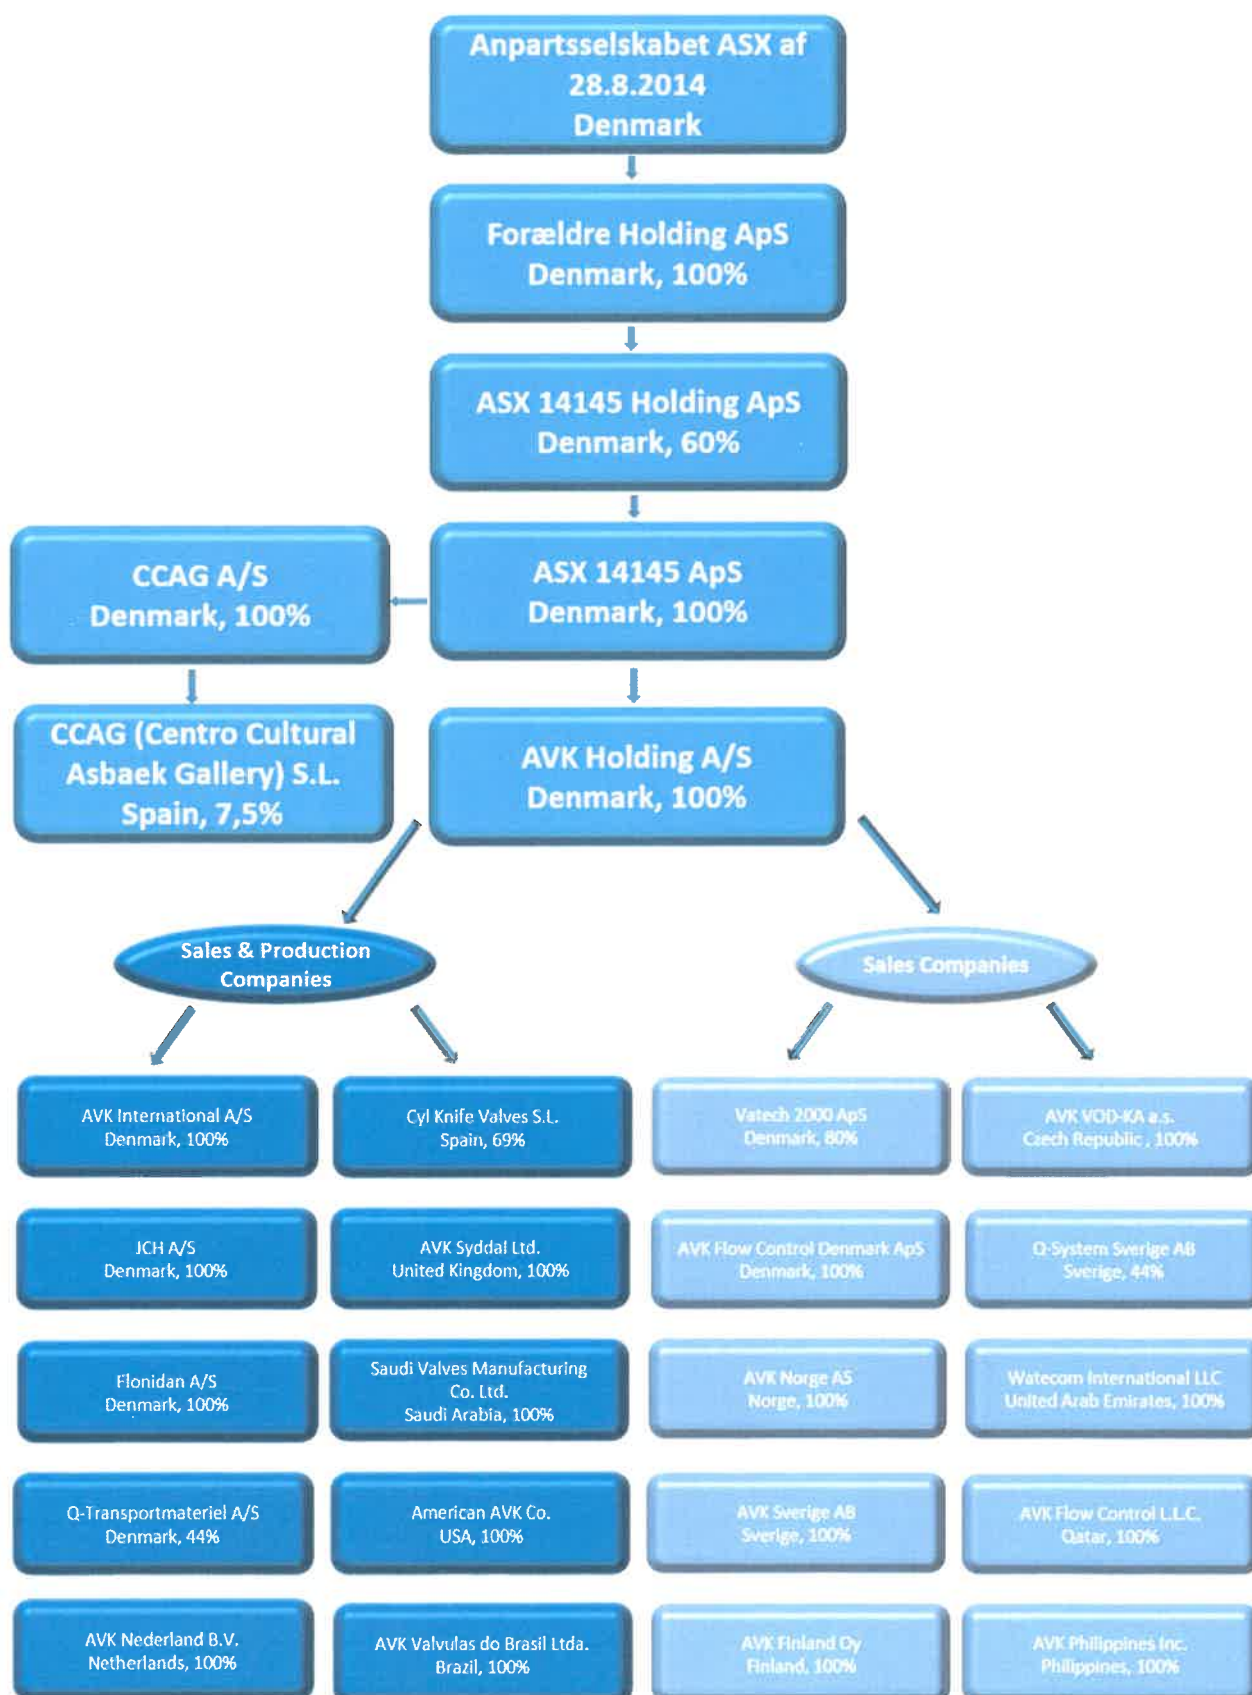 Anpartsselskabet ASX af
28.8.2014
Denmark
Forældre Holding ApS
Denmark, 100%
ASX 14145 Holding ApS
Denmark, 60%
CCAG A/S
Denmark, 100%
ASX 14145 ApS
Denmark, 100%
CCAG (Centro Cultural
Asbaek Gallery) S.L.
Spain, 7,5%
AVK Holding A/S
Denmark, 100%
Sales & Production
Companies
Sales Companies
AVK International A/S
Denmark, 100%
Cyl Knife Valves S.L.
Spain, 69%
Vatech 2000 ApS
Denmark, 80%
AVK VOD-KA a.s.
Czech Republic , 100%
JCH A/S
Denmark, 100%
AVK Syddal Ltd.
United Kingdom, 100%
AVK Flow Control Denmark ApS
Denmark, 100%
Q-System Sverige AB
Sverige, 44%
Flonidan A/S
Denmark, 100%
Saudi Valves Manufacturing
Co. Ltd.
Saudi Arabia, 100%
AVK Norge AS
Norge, 100%
Watecom International LLC
United Arab Emirates, 100%
Q-Transportmateriel A/S
Denmark, 44%
American AVK Co.
USA, 100%
AVK Sverige AB
Sverige, 100%
AVK Flow Control L.L.C.
Qatar, 100%
AVK Nederland B.V.
Netherlands, 100%
AVK Valvulas do Brasil Ltda.
Brazil, 100%
AVK Finland Oy
Finland, 100%
AVK Philippines Inc.
Philippines, 100%